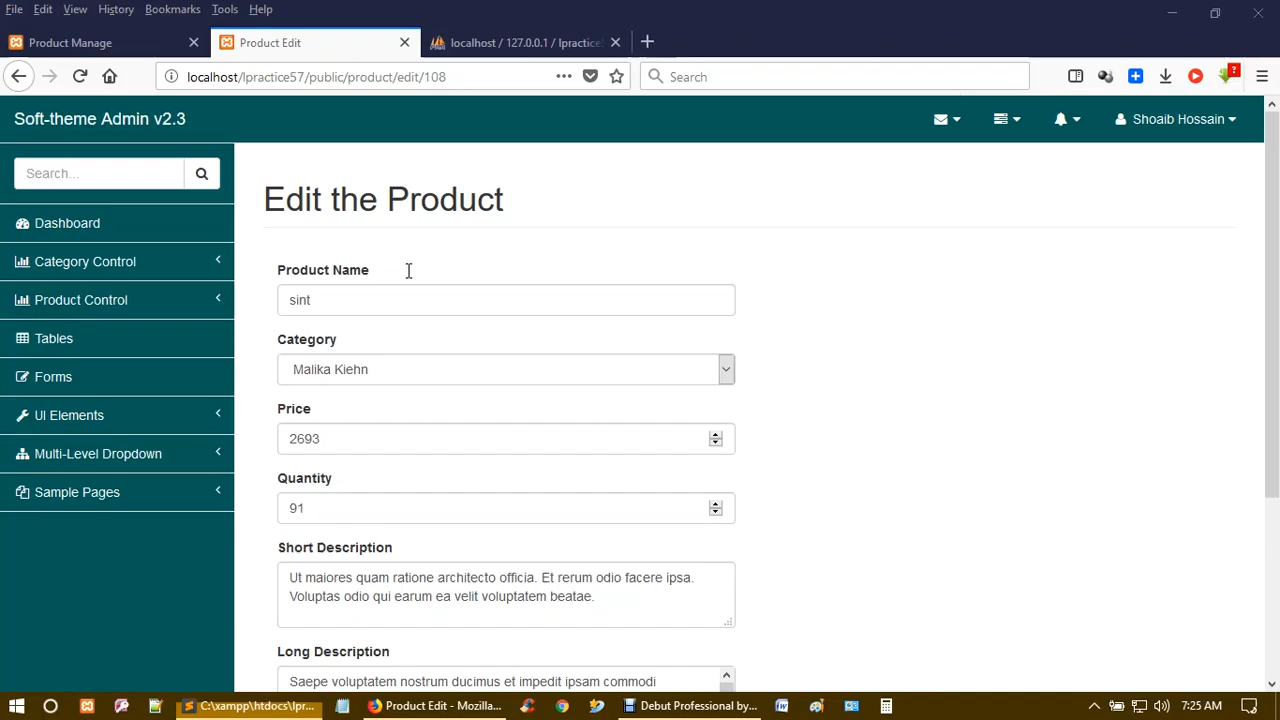 File Edit View History Bookmarks Tools Help
Product Manage
Product Edit
localhost / 127.0.0.1 / lpractice5
localhost/lpractice57/public/product/edit/108
Search
?
Soft-theme Admin v2.3
Shoaib Hossain
Search...
Dashboard
Category Control
Product Control
Tables
Forms
UI Elements
Multi-Level Dropdown
Sample Pages
Edit the Product
Product Name
sint
Category
Malika Kiehn
Price
2693
Quantity
91
Short Description
Ut maiores quam ratione architecto officia. Et rerum odio facere ipsa.
Voluptas odio qui earum ea velit voluptatem beatae.
Long Description
Saepe voluptatem nostrum ducimus et impedit ipsam commodi
C:\xampp\htdocs\lpr...
Product Edit - Mozilla...
Debut Professional by...
7:25 AM